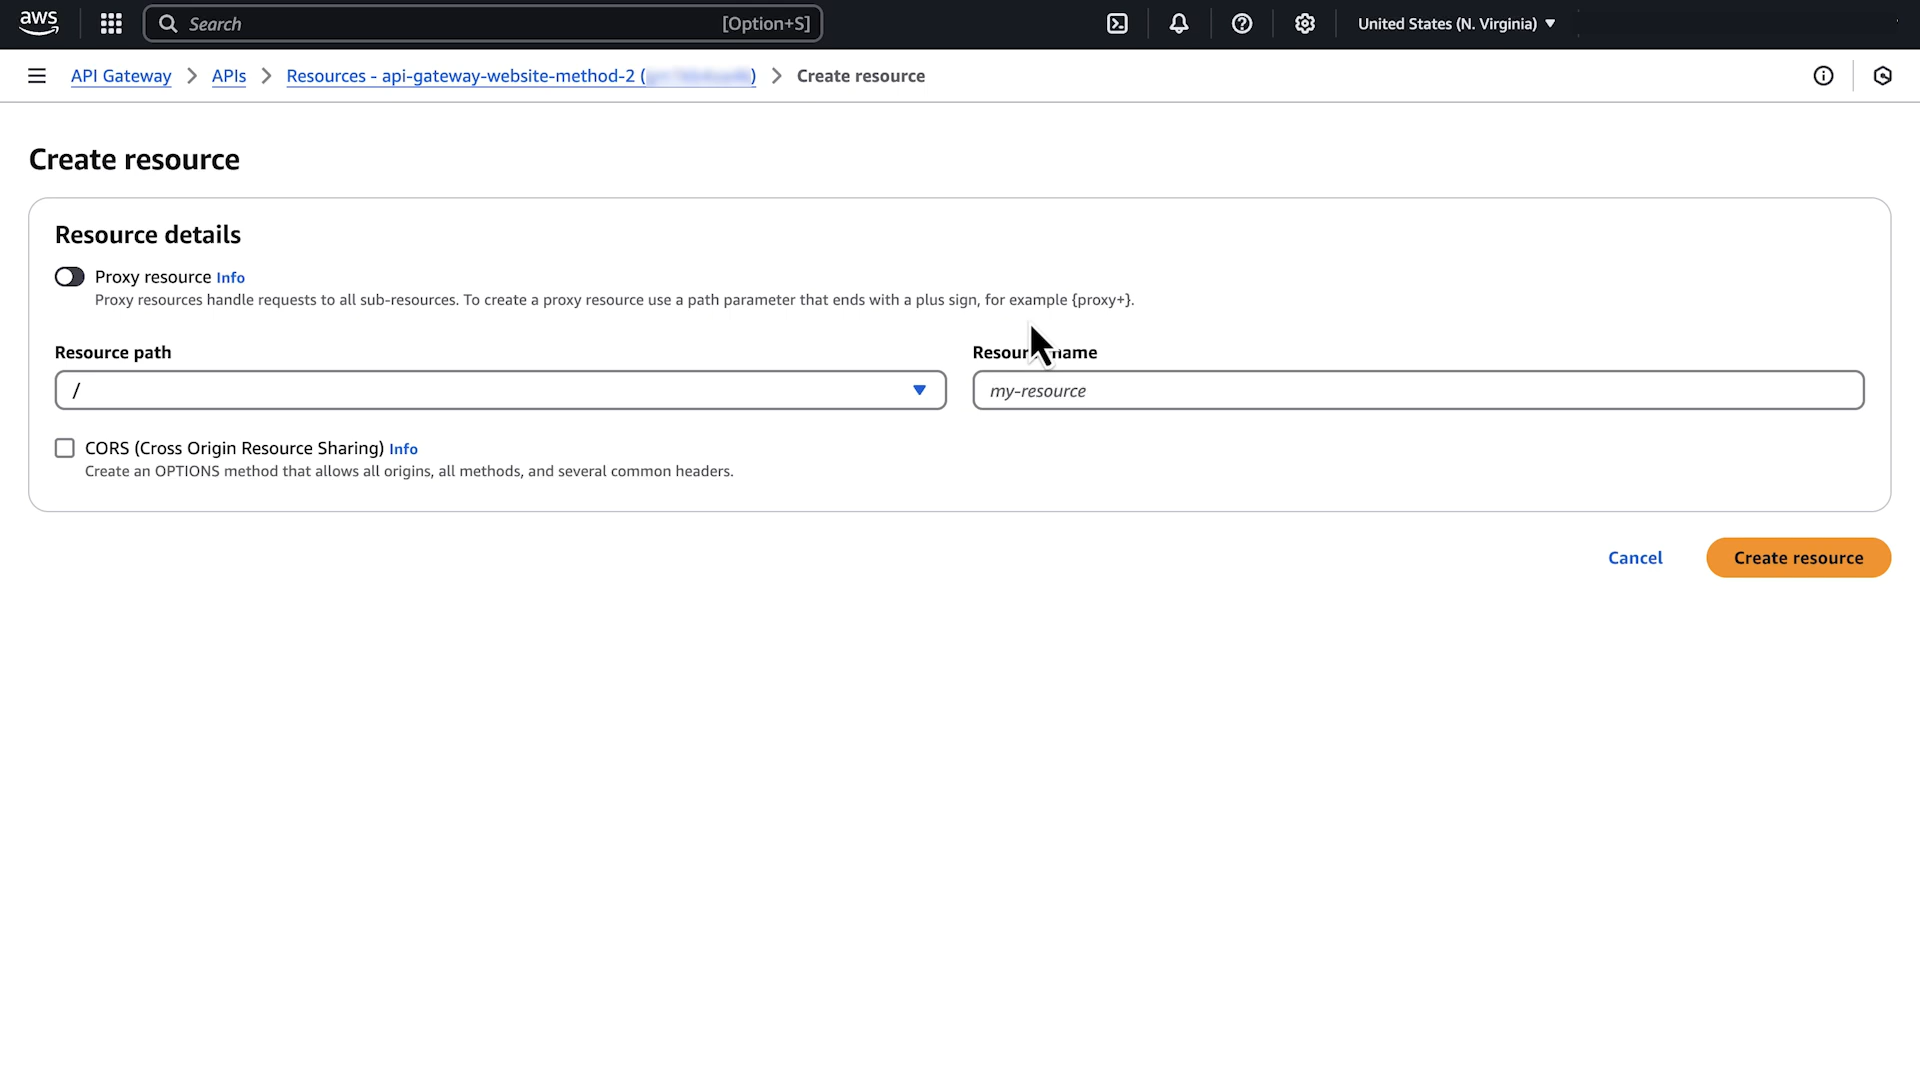 aws
Search [Option+S] United States (N. Virginia)
API Gateway > APIs > Resources - api-gateway-website-method-2 ( ) > Create resource
Create resource
Resource details
Proxy resource Info
Proxy resources handle requests to all sub-resources. To create a proxy resource use a path parameter that ends with a plus sign, for example {proxy+}.
Resource path
/
Resource name
my-resource
CORS (Cross Origin Resource Sharing) Info
Create an OPTIONS method that allows all origins, all methods, and several common headers.
Cancel Create resource